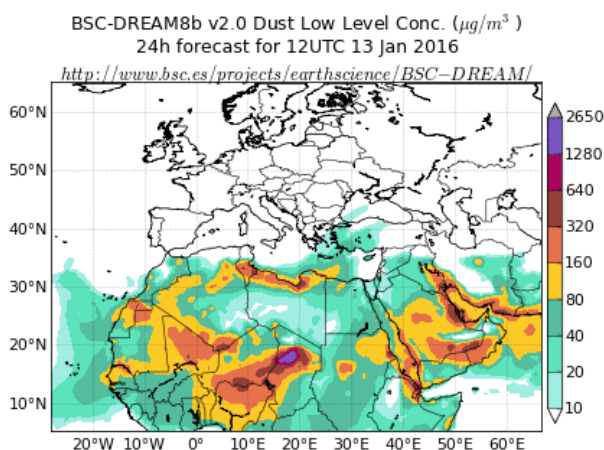 BSC-DREAM8b v2.0 Dust Low Level Conc. (μg/m³ )
24h forecast for 12UTC 13 Jan 2016
http://www.bsc.es/projects/earthscience/BSC−DREAM/
60°N
50°N
40°N
30°N
20°N
10°N
20°W 10°W 0° 10°E 20°E 30°E 40°E 50°E 60°E
2650
1280
640
320
160
80
40
20
10